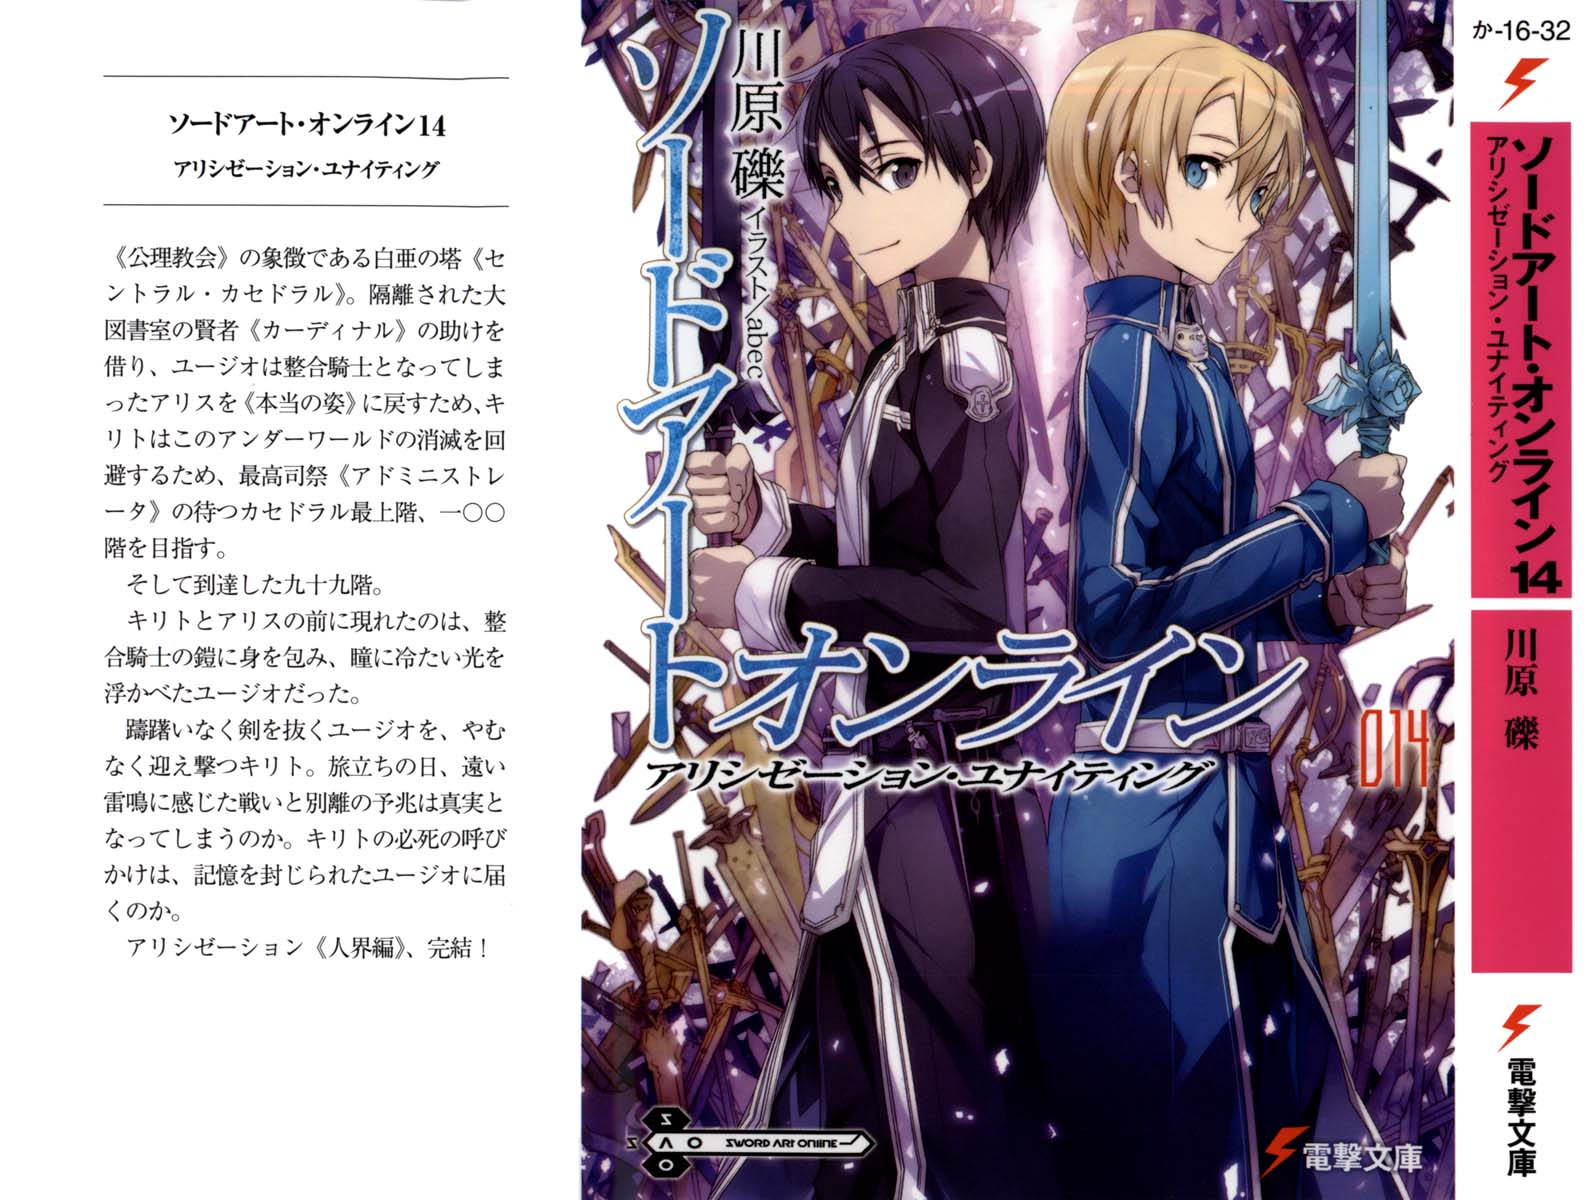 ソードアート・オンライン14
アリシゼーション・ユナイティング
《公理教会》の象徴である白亜の塔《セ
ントラル・カセドラル》。隔離された大
図書室の賢者《カーディナル》の助けを
借り、ユージオは整合騎士となってしま
ったアリスを《本当の姿》に戻すため、キ
リトはこのアンダーワールドの消滅を回
避するため、最高司祭《アドミニストレ
ータ》の待つカセドラル最上階、一〇〇
階を目指す。
そして到達した九十九階。
キリトとアリスの前に現れたのは、整
合騎士の鎧に身を包み、瞳に冷たい光を
浮かべたユージオだった。
躊躇いなく剣を抜くユージオを、やむ
なく迎え撃つキリト。旅立ちの日、遠い
雷鳴に感じた戦いと別離の予兆は真実と
なってしまうのか。キリトの必死の呼び
かけは、記憶を封じられたユージオに届
くのか。
アリシゼーション《人界編》、完結！
ソードアート
オンライン
川原 礫
イラスト/abec
014
アリシゼーション・ユナイティング
S
SAO
O
SWORD ART ONLINE
電撃文庫
か-16-32
ソードアート・オンライン14
アリシゼーション・ユナイティング
川原 礫
電撃文庫